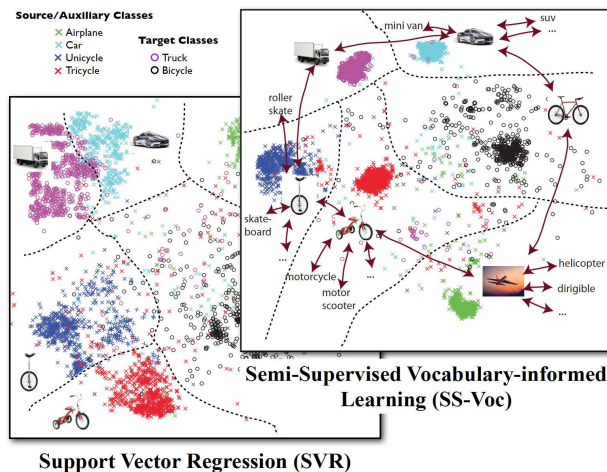 Source/Auxiliary Classes
Airplane
Car
Unicycle
Tricycle
Target Classes
Truck
Bicycle
mini van
suv
...
roller
skate
skate-
board
...
motorcycle
motor
scooter
...
helicopter
dirigible
...
Semi-Supervised Vocabulary-informed
Learning (SS-Voc)
Support Vector Regression (SVR)